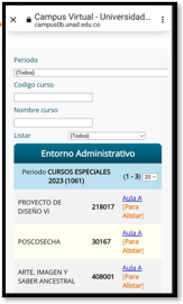 Campus Virtual - Universidad...
campus0b.unad.edu.co
Periodo
(Todos)
Codigo curso
Nombre curso
Listar (Todos)
Entorno Administrativo
Periodo CURSOS ESPECIALES 2023 (1061) (1 - 3) 20
PROYECTO DE DISEÑO VI 218017 Aula A [Para Alistar]
POSCOSECHA 30167 Aula A [Para Alistar]
ARTE, IMAGEN Y SABER ANCESTRAL 408001 Aula A [Para Alistar]